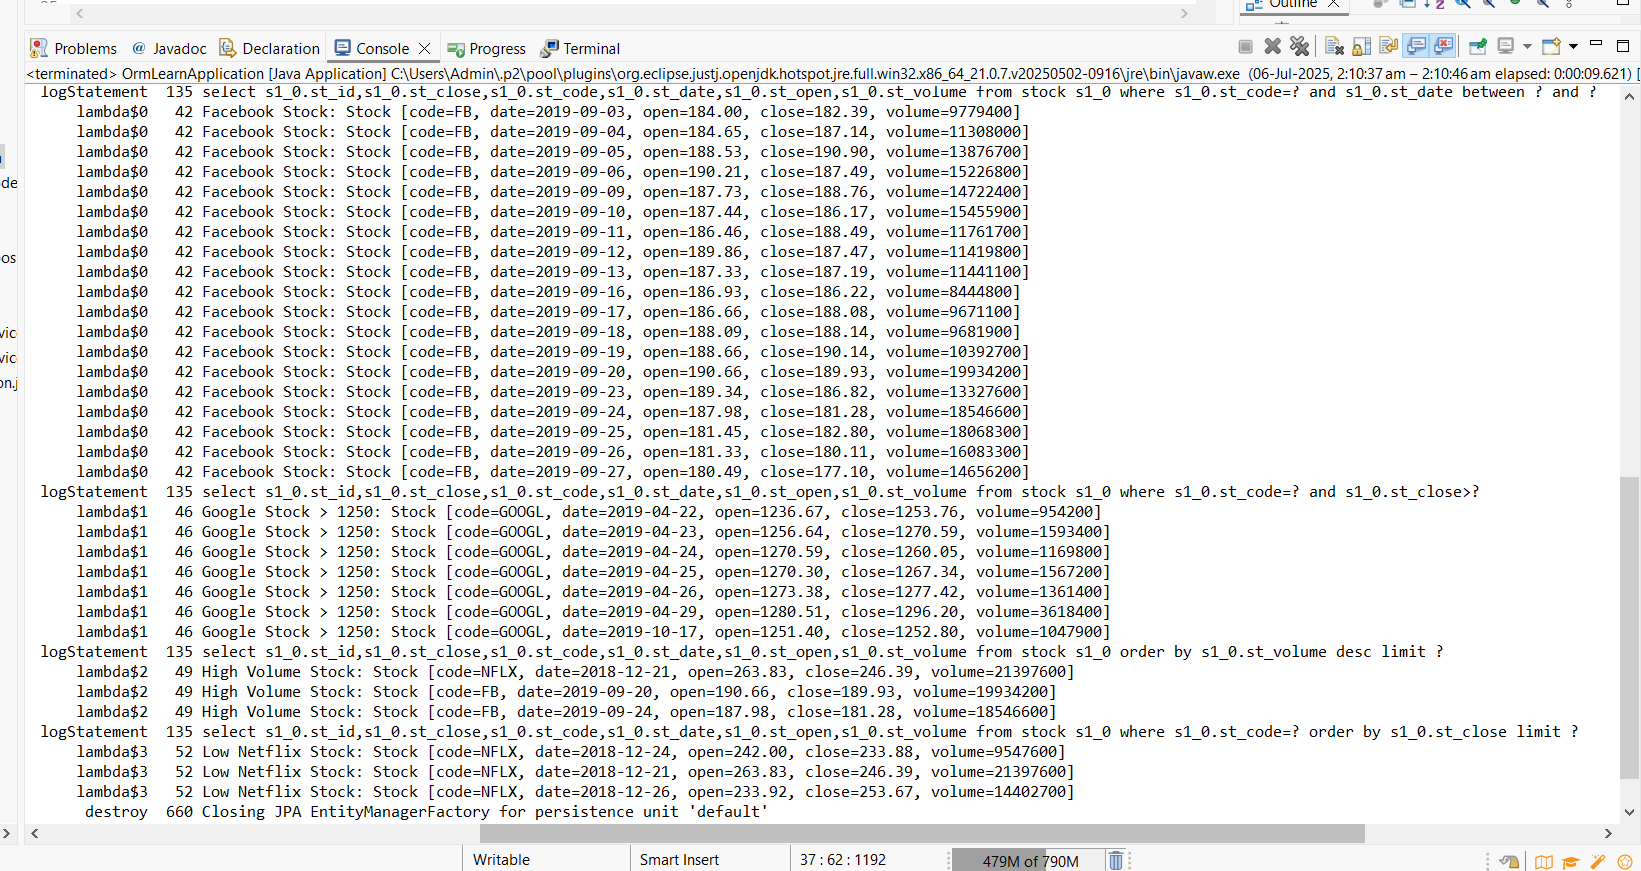 Outline
Problems @ Javadoc Declaration Console Progress Terminal
<terminated> OrmLearnApplication [Java Application] C:\Users\Admin\.p2\pool\plugins\org.eclipse.justj.openjdk.hotspot.jre.full.win32.x86_64_21.0.7.v20250502-0916\jre\bin\javaw.exe (06-Jul-2025, 2:10:37 am – 2:10:46 am elapsed: 0:00:09.621) [
logStatement 135 select s1_0.st_id,s1_0.st_close,s1_0.st_code,s1_0.st_date,s1_0.st_open,s1_0.st_volume from stock s1_0 where s1_0.st_code=? and s1_0.st_date between ? and ?
lambda$0 42 Facebook Stock: Stock [code=FB, date=2019-09-03, open=184.00, close=182.39, volume=9779400]
lambda$0 42 Facebook Stock: Stock [code=FB, date=2019-09-04, open=184.65, close=187.14, volume=11308000]
lambda$0 42 Facebook Stock: Stock [code=FB, date=2019-09-05, open=188.53, close=190.90, volume=13876700]
lambda$0 42 Facebook Stock: Stock [code=FB, date=2019-09-06, open=190.21, close=187.49, volume=15226800]
lambda$0 42 Facebook Stock: Stock [code=FB, date=2019-09-09, open=187.73, close=188.76, volume=14722400]
lambda$0 42 Facebook Stock: Stock [code=FB, date=2019-09-10, open=187.44, close=186.17, volume=15455900]
lambda$0 42 Facebook Stock: Stock [code=FB, date=2019-09-11, open=186.46, close=188.49, volume=11761700]
lambda$0 42 Facebook Stock: Stock [code=FB, date=2019-09-12, open=189.86, close=187.47, volume=11419800]
lambda$0 42 Facebook Stock: Stock [code=FB, date=2019-09-13, open=187.33, close=187.19, volume=11441100]
lambda$0 42 Facebook Stock: Stock [code=FB, date=2019-09-16, open=186.93, close=186.22, volume=8444800]
lambda$0 42 Facebook Stock: Stock [code=FB, date=2019-09-17, open=186.66, close=188.08, volume=9671100]
lambda$0 42 Facebook Stock: Stock [code=FB, date=2019-09-18, open=188.09, close=188.14, volume=9681900]
lambda$0 42 Facebook Stock: Stock [code=FB, date=2019-09-19, open=188.66, close=190.14, volume=10392700]
lambda$0 42 Facebook Stock: Stock [code=FB, date=2019-09-20, open=190.66, close=189.93, volume=19934200]
lambda$0 42 Facebook Stock: Stock [code=FB, date=2019-09-23, open=189.34, close=186.82, volume=13327600]
lambda$0 42 Facebook Stock: Stock [code=FB, date=2019-09-24, open=187.98, close=181.28, volume=18546600]
lambda$0 42 Facebook Stock: Stock [code=FB, date=2019-09-25, open=181.45, close=182.80, volume=18068300]
lambda$0 42 Facebook Stock: Stock [code=FB, date=2019-09-26, open=181.33, close=180.11, volume=16083300]
lambda$0 42 Facebook Stock: Stock [code=FB, date=2019-09-27, open=180.49, close=177.10, volume=14656200]
logStatement 135 select s1_0.st_id,s1_0.st_close,s1_0.st_code,s1_0.st_date,s1_0.st_open,s1_0.st_volume from stock s1_0 where s1_0.st_code=? and s1_0.st_close>?
lambda$1 46 Google Stock > 1250: Stock [code=GOOGL, date=2019-04-22, open=1236.67, close=1253.76, volume=954200]
lambda$1 46 Google Stock > 1250: Stock [code=GOOGL, date=2019-04-23, open=1256.64, close=1270.59, volume=1593400]
lambda$1 46 Google Stock > 1250: Stock [code=GOOGL, date=2019-04-24, open=1270.59, close=1260.05, volume=1169800]
lambda$1 46 Google Stock > 1250: Stock [code=GOOGL, date=2019-04-25, open=1270.30, close=1267.34, volume=1567200]
lambda$1 46 Google Stock > 1250: Stock [code=GOOGL, date=2019-04-26, open=1273.38, close=1277.42, volume=1361400]
lambda$1 46 Google Stock > 1250: Stock [code=GOOGL, date=2019-04-29, open=1280.51, close=1296.20, volume=3618400]
lambda$1 46 Google Stock > 1250: Stock [code=GOOGL, date=2019-10-17, open=1251.40, close=1252.80, volume=1047900]
logStatement 135 select s1_0.st_id,s1_0.st_close,s1_0.st_code,s1_0.st_date,s1_0.st_open,s1_0.st_volume from stock s1_0 order by s1_0.st_volume desc limit ?
lambda$2 49 High Volume Stock: Stock [code=NFLX, date=2018-12-21, open=263.83, close=246.39, volume=21397600]
lambda$2 49 High Volume Stock: Stock [code=FB, date=2019-09-20, open=190.66, close=189.93, volume=19934200]
lambda$2 49 High Volume Stock: Stock [code=FB, date=2019-09-24, open=187.98, close=181.28, volume=18546600]
logStatement 135 select s1_0.st_id,s1_0.st_close,s1_0.st_code,s1_0.st_date,s1_0.st_open,s1_0.st_volume from stock s1_0 where s1_0.st_code=? order by s1_0.st_close limit ?
lambda$3 52 Low Netflix Stock: Stock [code=NFLX, date=2018-12-24, open=242.00, close=233.88, volume=9547600]
lambda$3 52 Low Netflix Stock: Stock [code=NFLX, date=2018-12-21, open=263.83, close=246.39, volume=21397600]
lambda$3 52 Low Netflix Stock: Stock [code=NFLX, date=2018-12-26, open=233.92, close=253.67, volume=14402700]
destroy 660 Closing JPA EntityManagerFactory for persistence unit 'default'
Writable Smart Insert 37 : 62 : 1192 479M of 790M